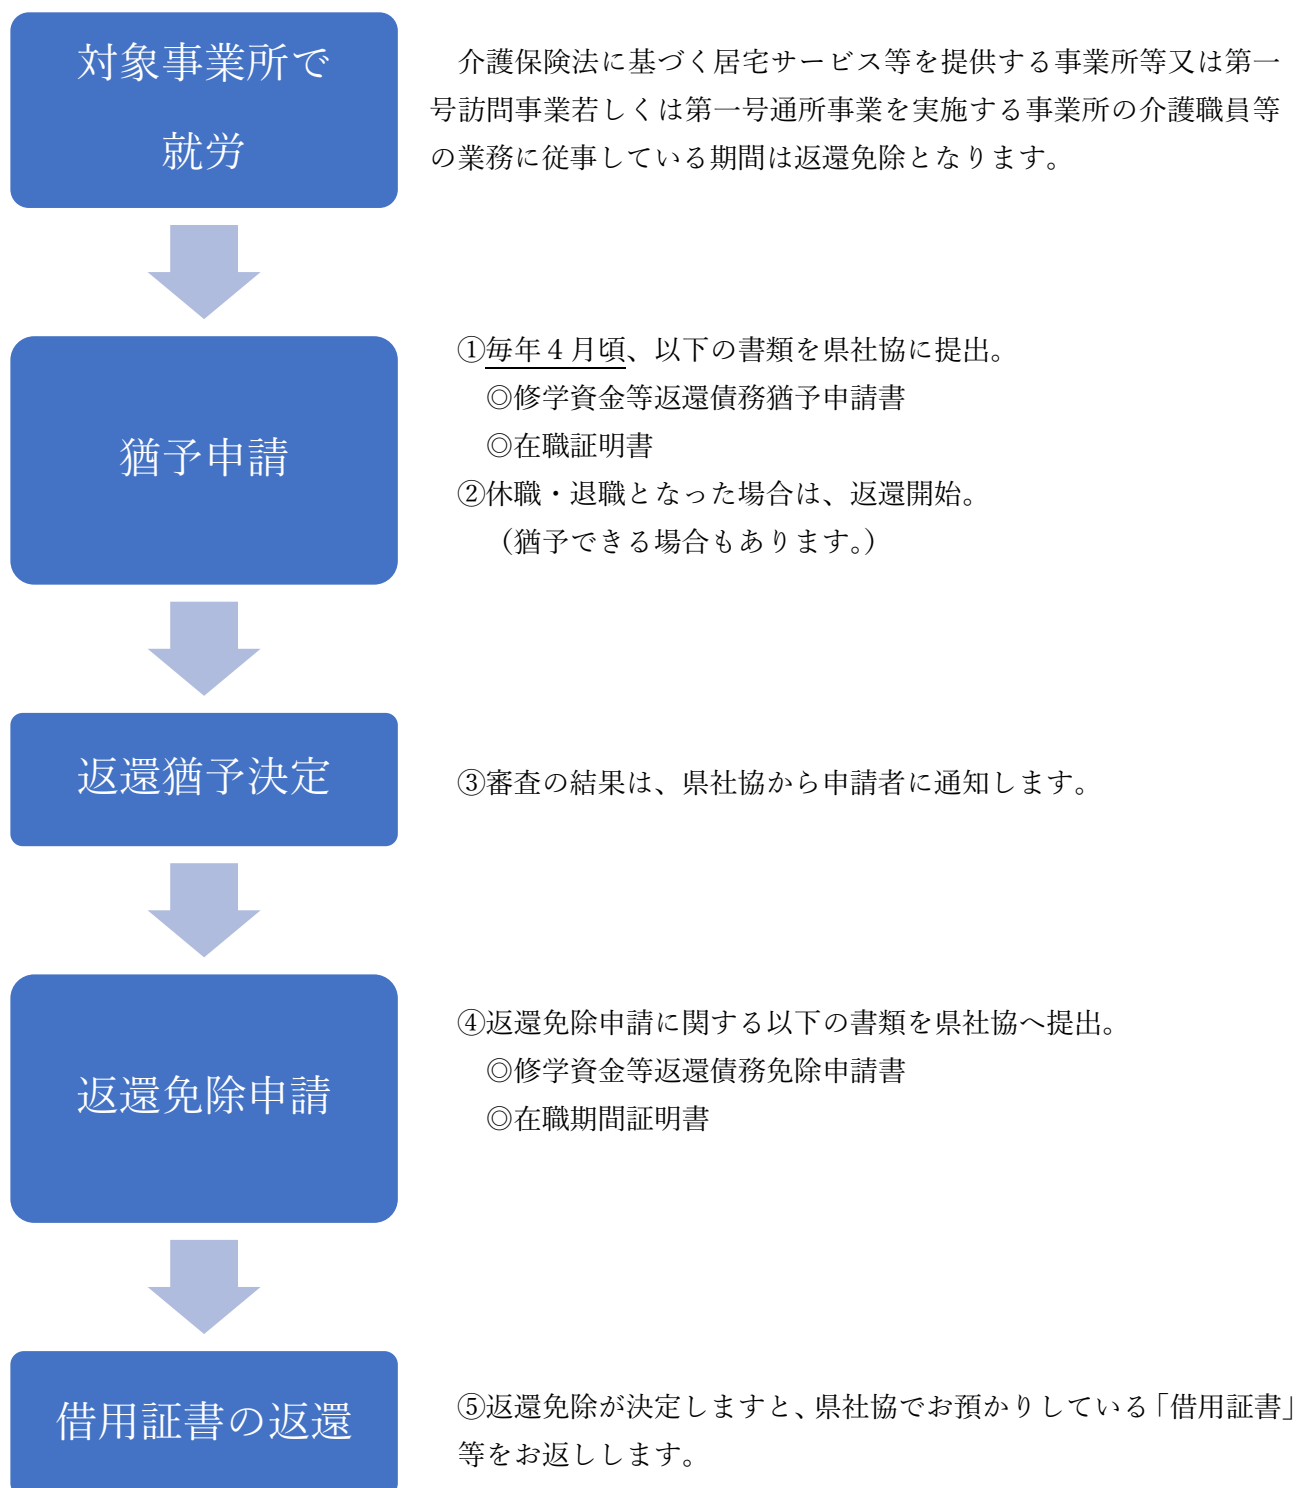 対象事業所で
就労
介護保険法に基づく居宅サービス等を提供する事業所等又は第一
号訪問事業若しくは第一号通所事業を実施する事業所の介護職員等
の業務に従事している期間は返還免除となります。
猶予申請
①毎年４月頃、以下の書類を県社協に提出。
◎修学資金等返還債務猶予申請書
◎在職証明書
②休職・退職となった場合は、返還開始。
（猶予できる場合もあります。）
返還猶予決定
③審査の結果は、県社協から申請者に通知します。
返還免除申請
④返還免除申請に関する以下の書類を県社協へ提出。
◎修学資金等返還債務免除申請書
◎在職期間証明書
借用証書の返還
⑤返還免除が決定しますと、県社協でお預かりしている「借用証書」
等をお返しします。